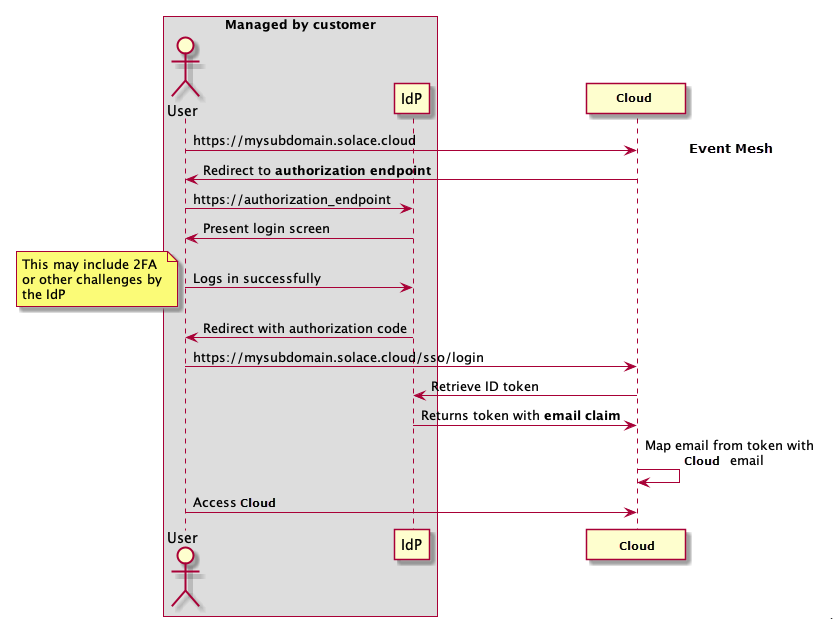 Managed by customer
User
IdP
Cloud
https://mysubdomain.solace.cloud
Event Mesh
Redirect to authorization endpoint
https://authorization_endpoint
Present login screen
This may include 2FA
or other challenges by
the IdP
Logs in successfully
Redirect with authorization code
https://mysubdomain.solace.cloud/sso/login
Retrieve ID token
Returns token with email claim
Map email from token with
Cloud email
Access Cloud
User
IdP
Cloud